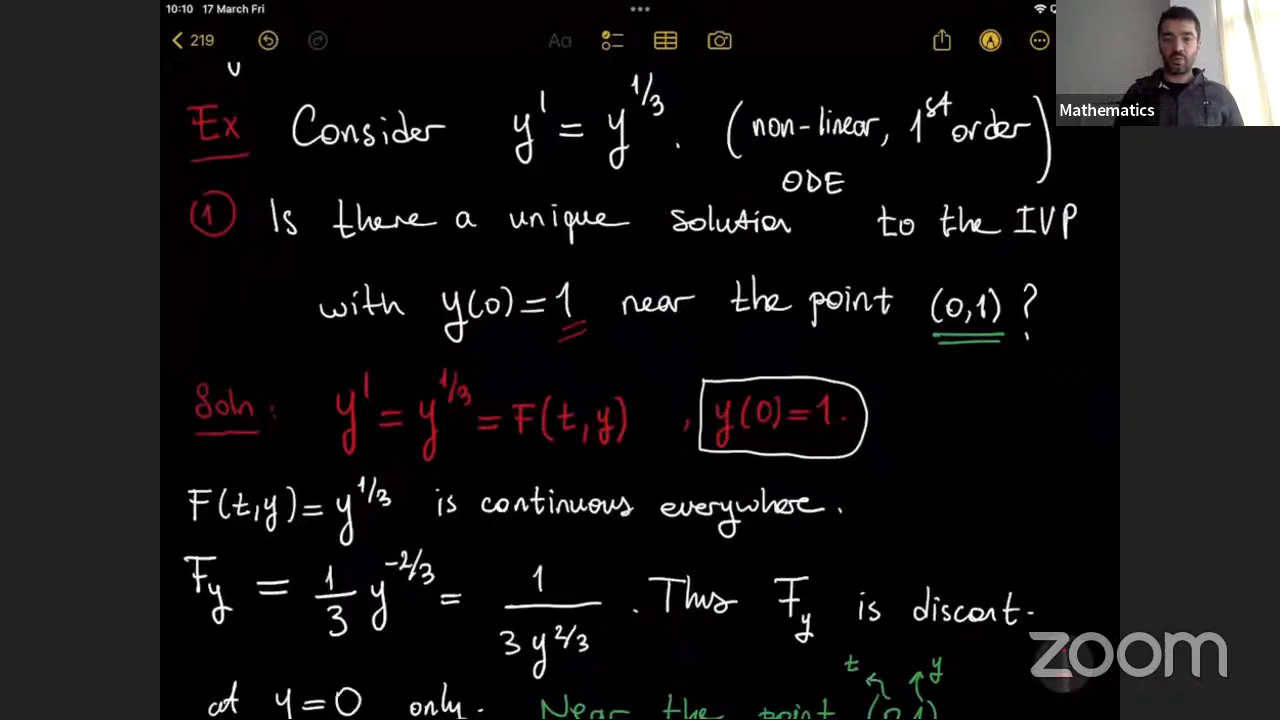 10:10 17 March Fri
219
Aa
Mathematics
Ex Consider y' = y^{1/3}. (non-linear, 1st order)
ODE
① Is there a unique solution to the IVP
with y(0)=1 near the point (0,1)?
Soln: y' = y^{1/3} = F(t,y), y(0)=1.
F(t,y) = y^{1/3} is continuous everywhere.
F_y = 1/3 y^{-2/3} = 1/(3y^{2/3}). Thus F_y is discont.
t y
at y=0 only. Near the point (0,1)
zoom